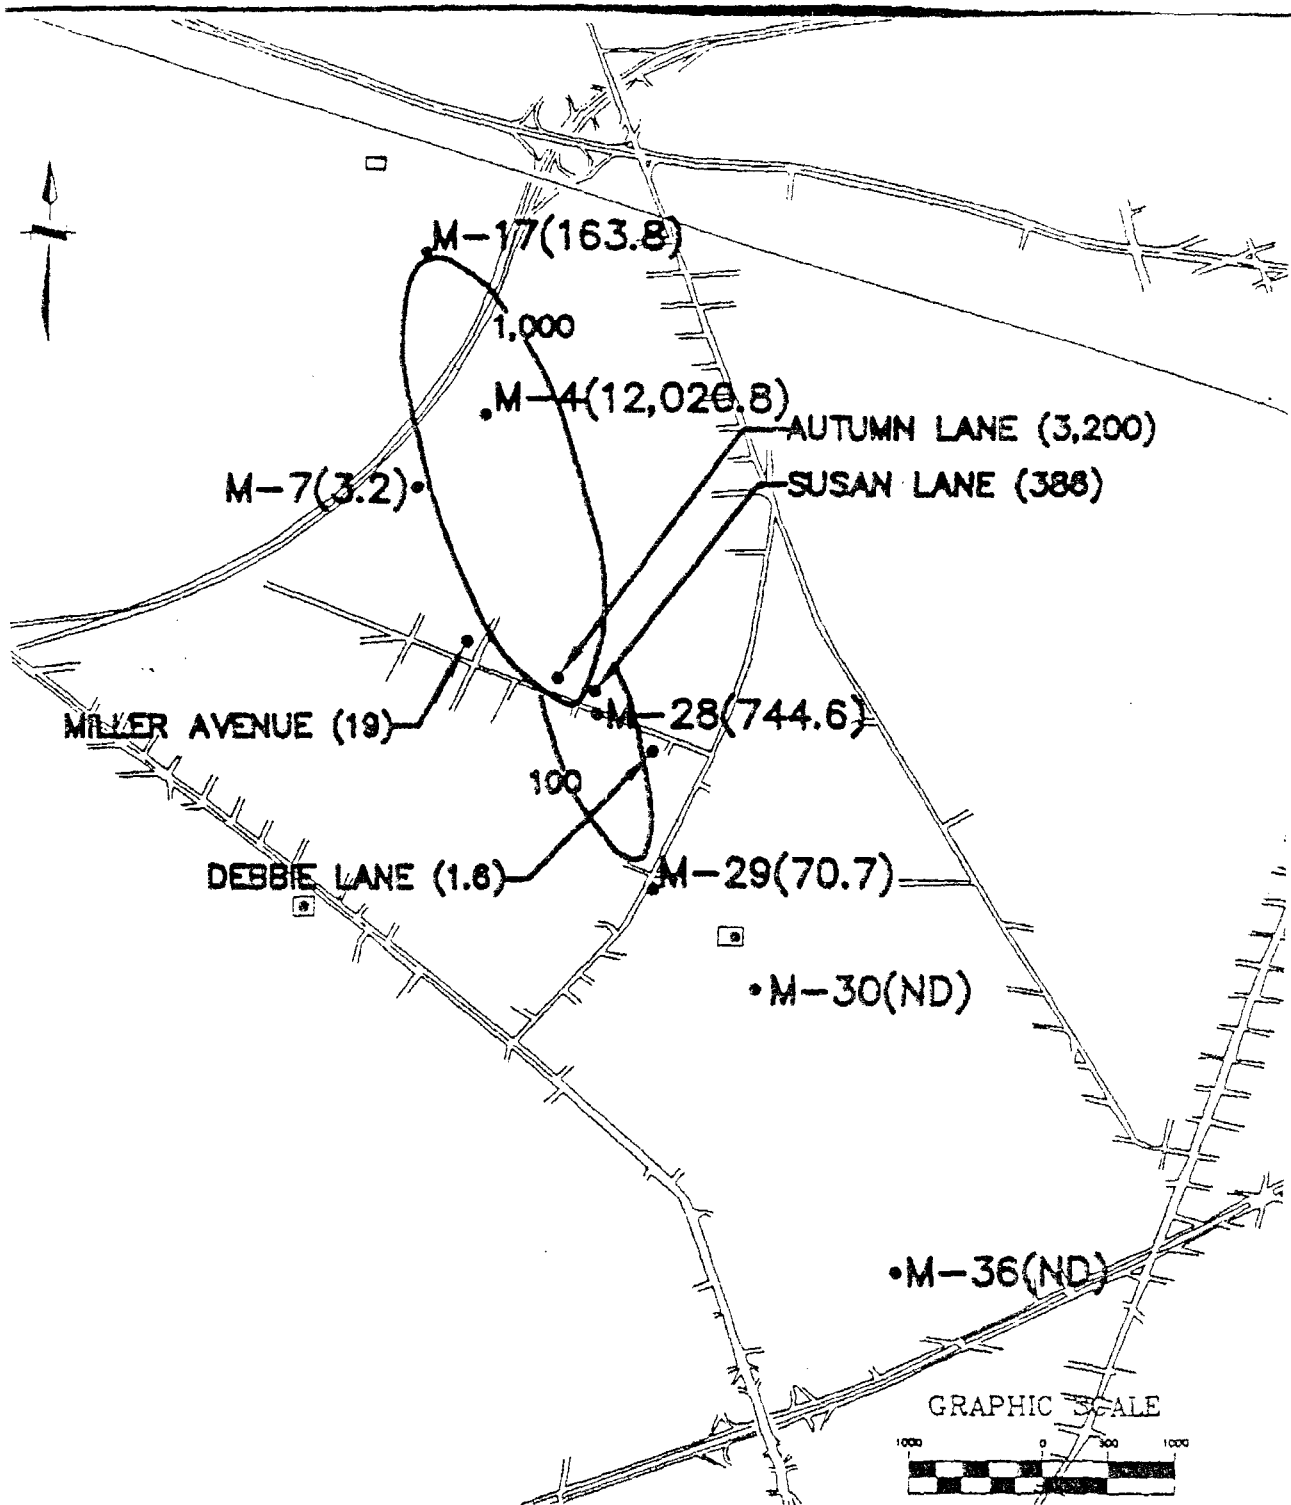 M-17(163.8)
1,000
M-4(12,020.8)
AUTUMN LANE (3,200)
M-7(3.2)
SUSAN LANE (388)
MILLER AVENUE (19)
M-28(744.6)
100
DEBBIE LANE (1.6)
M-29(70.7)
M-30(ND)
M-36(ND)
GRAPHIC SCALE
1000 0 500 1000